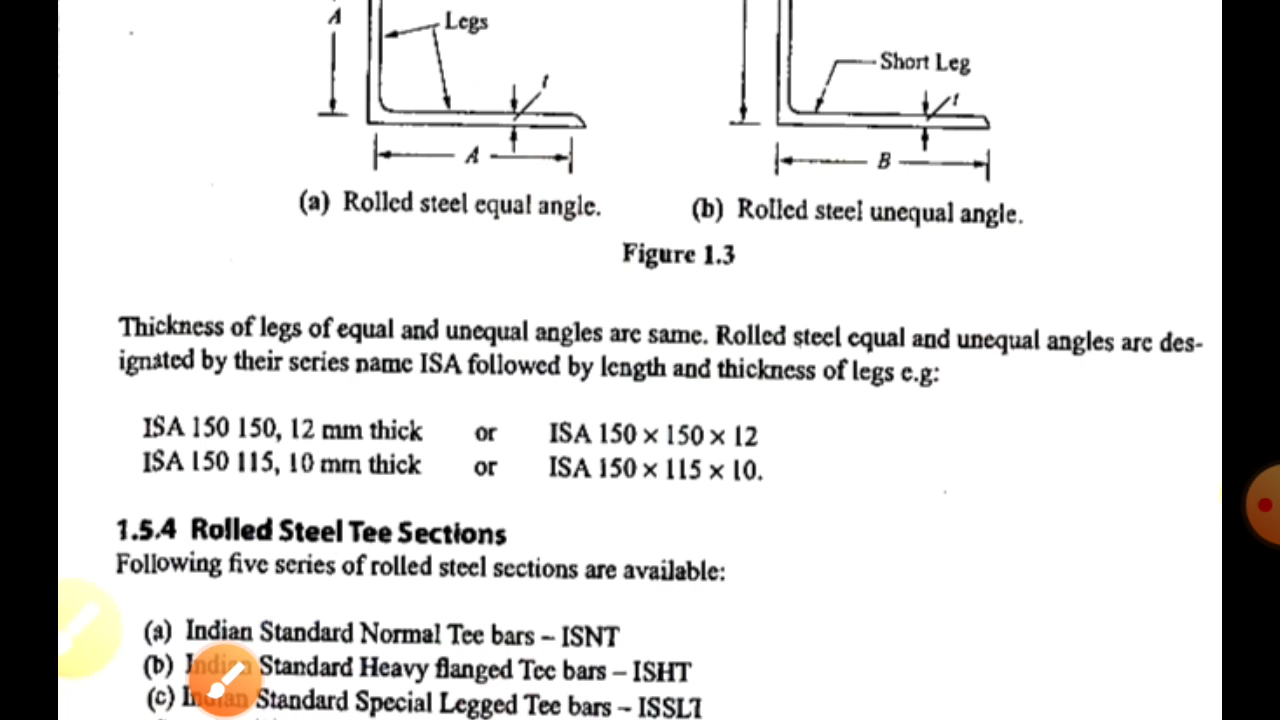 A
Legs
t
A
Short Leg
t
B
(a) Rolled steel equal angle.
(b) Rolled steel unequal angle.
Figure 1.3
Thickness of legs of equal and unequal angles are same. Rolled steel equal and unequal angles are des-
ignated by their series name ISA followed by length and thickness of legs e.g:
ISA 150 150, 12 mm thick or ISA 150 × 150 × 12
ISA 150 115, 10 mm thick or ISA 150 × 115 × 10.
1.5.4 Rolled Steel Tee Sections
Following five series of rolled steel sections are available:
(a) Indian Standard Normal Tee bars – ISNT
(b) Indian Standard Heavy flanged Tee bars – ISHT
(c) Indian Standard Special Legged Tee bars – ISSLT